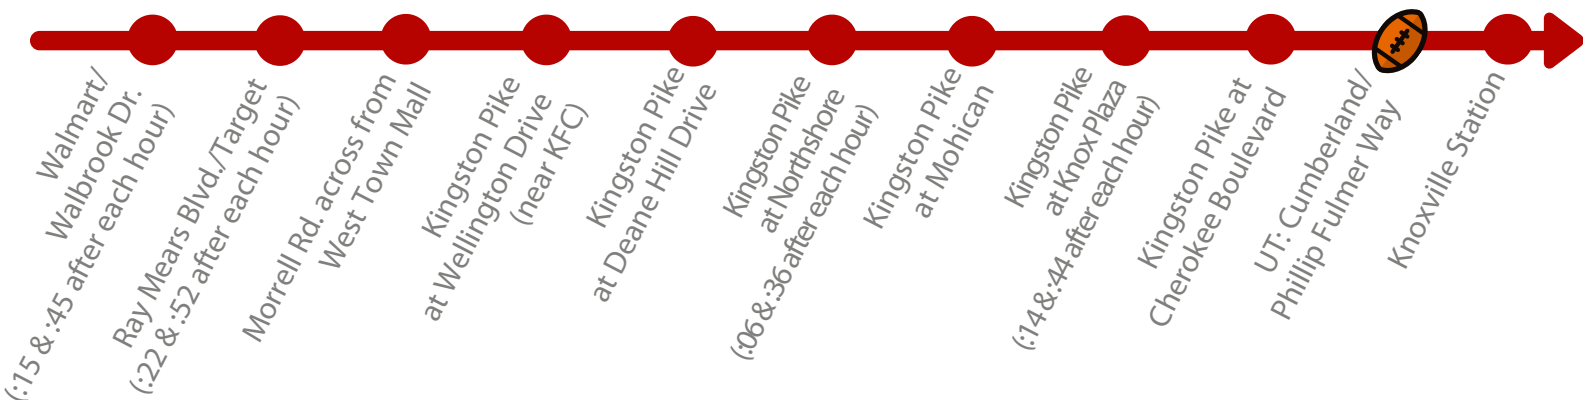 Walmart/
Walbrook Dr.
(:15 & :45 after each hour)
Ray Mears Blvd./Target
(:22 & :52 after each hour)
Morrell Rd. across from
West Town Mall
Kingston Pike
at Wellington Drive
(near KFC)
Kingston Pike
at Deane Hill Drive
Kingston Pike
at Northshore
(:06 & :36 after each hour)
Kingston Pike
at Mohican
Kingston Pike
at Knox Plaza
(:14 & :44 after each hour)
Kingston Pike at
Cherokee Boulevard
UT: Cumberland/
Phillip Fulmer Way
Knoxville Station